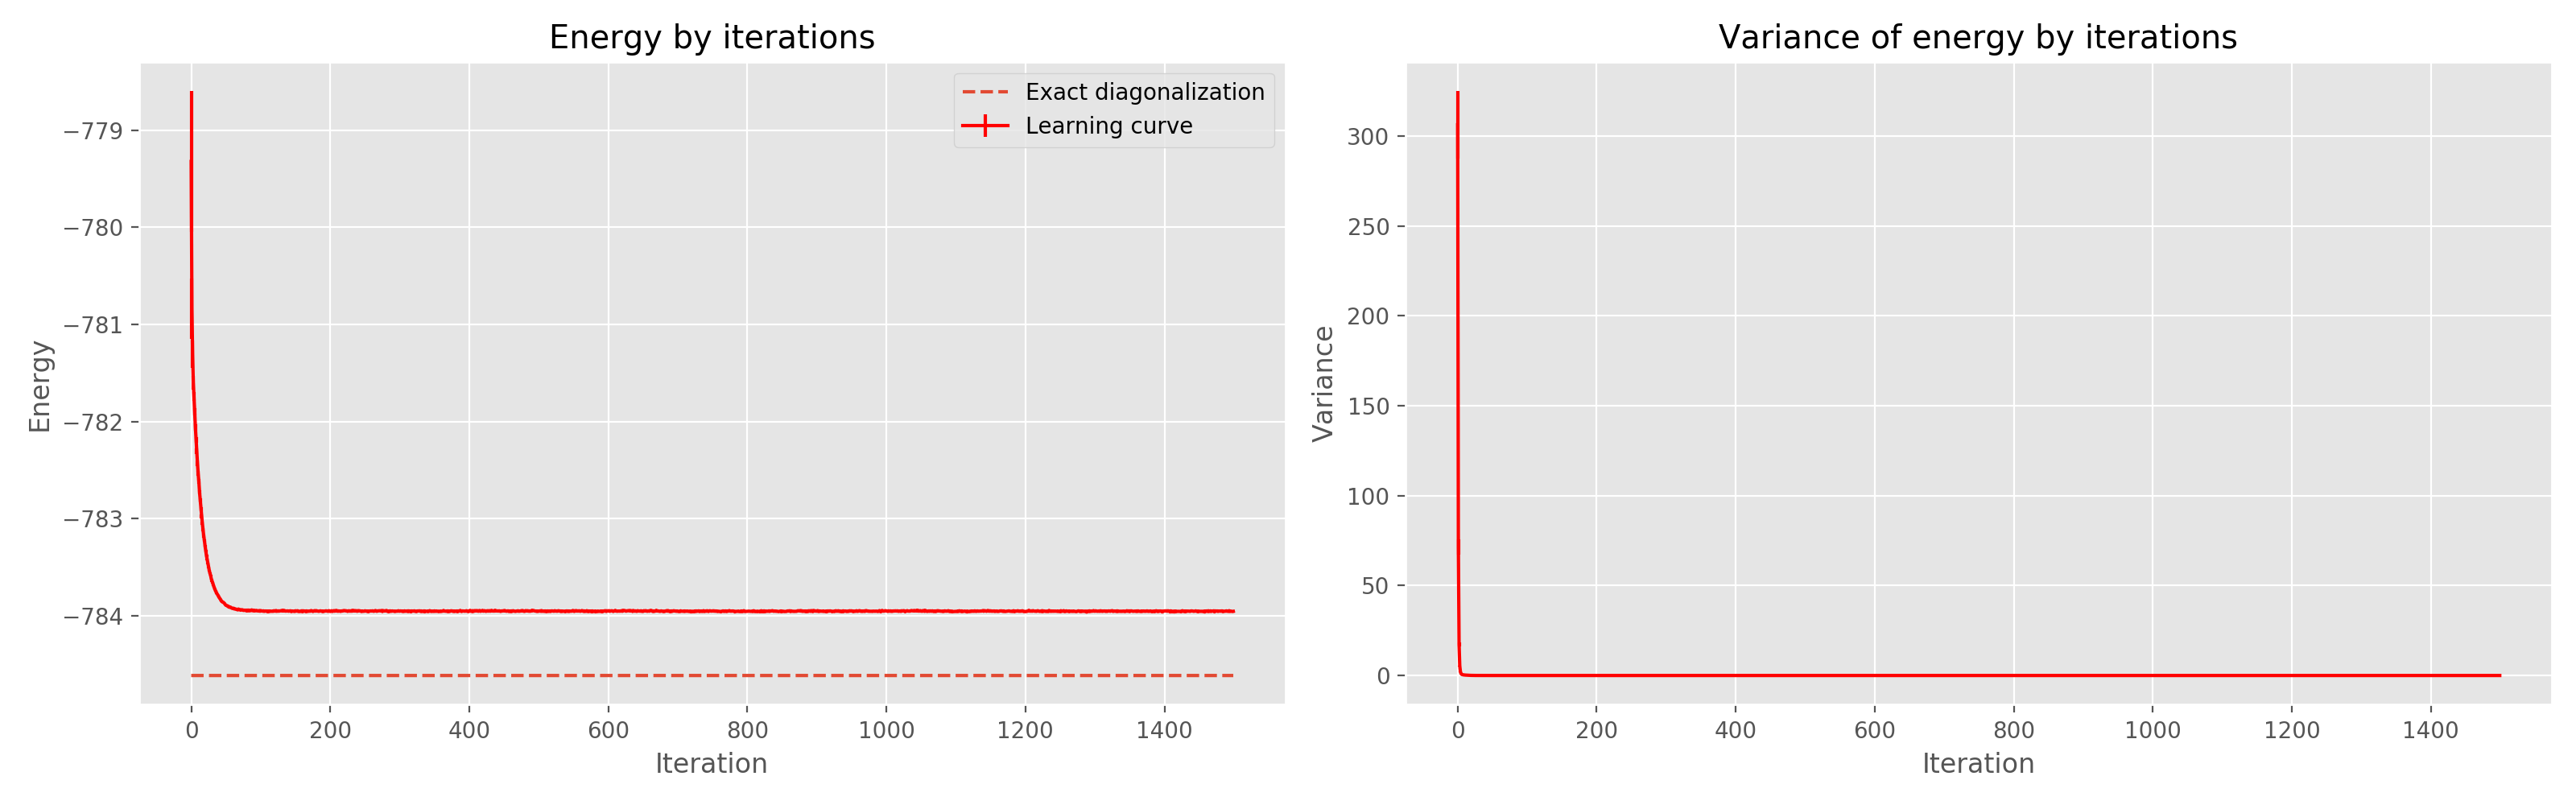 Energy by iterations
Exact diagonalization
Learning curve
−779
−780
−781
−782
−783
−784
Energy
0 200 400 600 800 1000 1200 1400
Iteration
Variance of energy by iterations
300
250
200
150
100
50
0
Variance
0 200 400 600 800 1000 1200 1400
Iteration